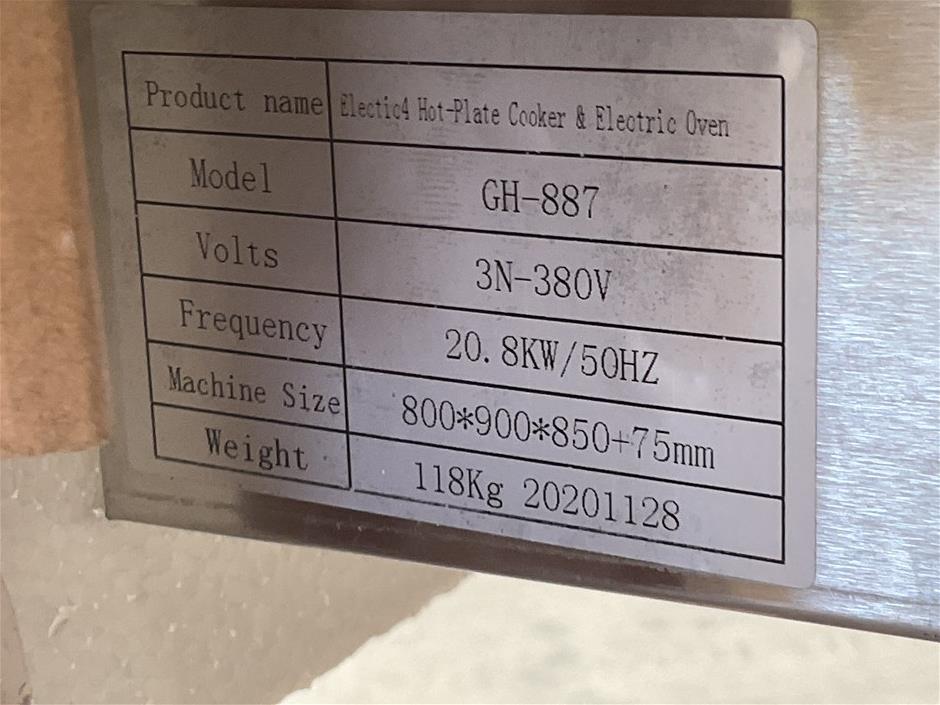 Product name Electic4 Hot-Plate Cooker & Electric Oven
Model GH-887
Volts 3N-380V
Frequency 20.8KW/50HZ
Machine Size 800*900*850+75mm
Weight 118Kg 20201128